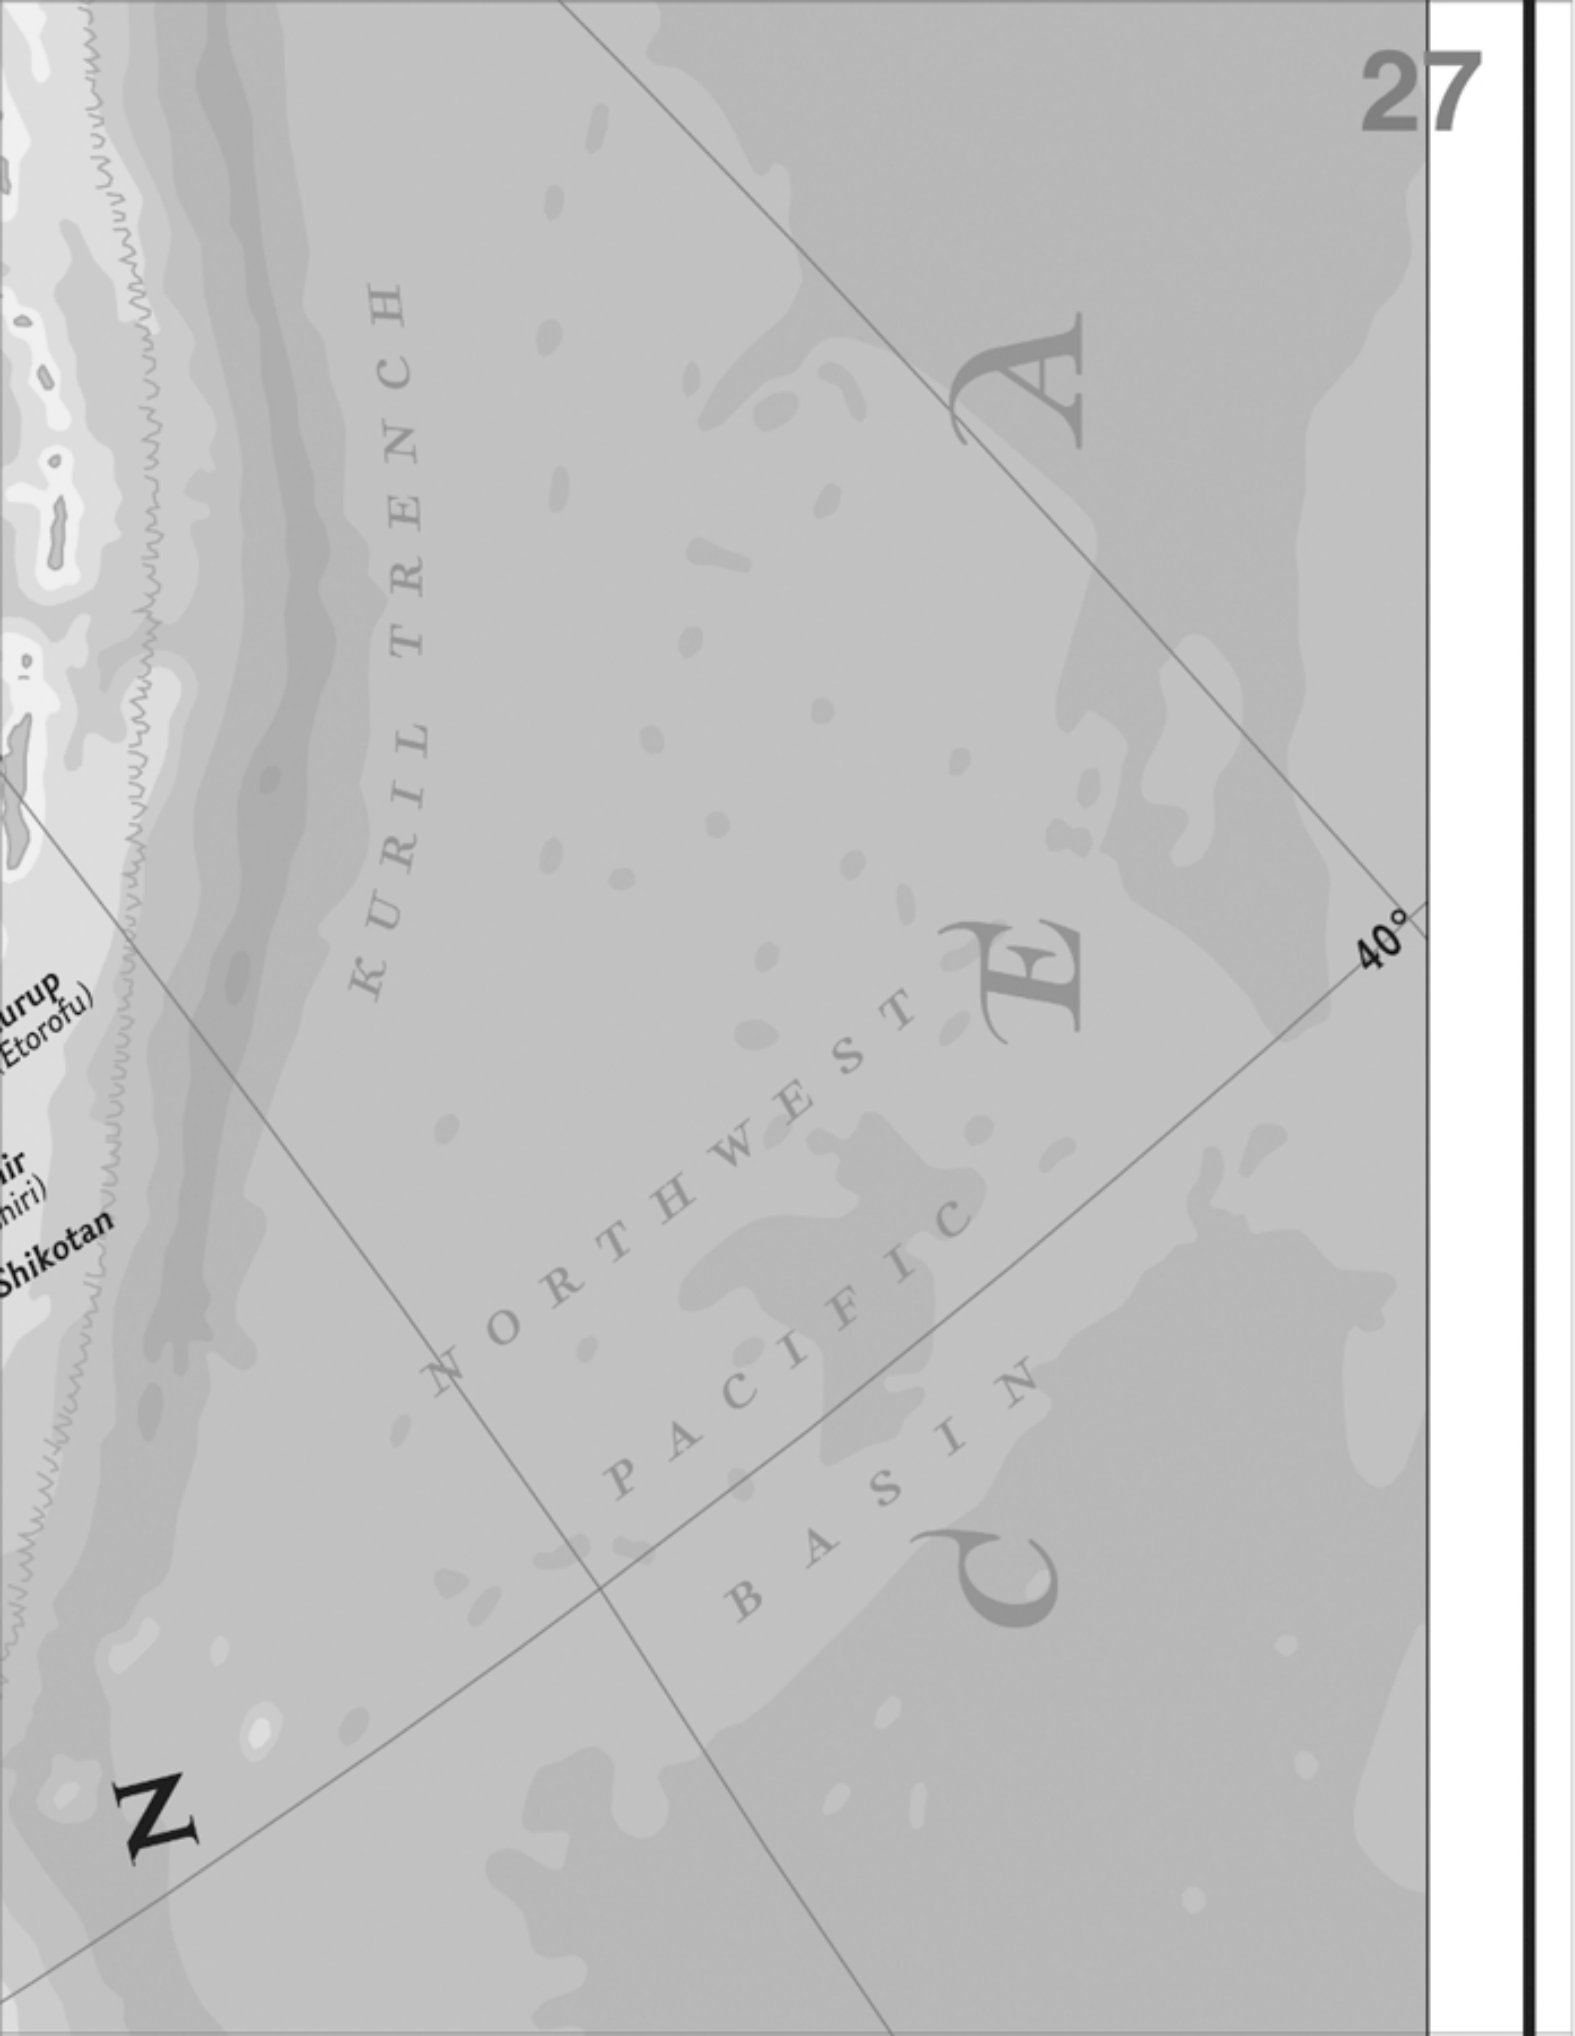 27
KURIL TRENCH
A
E
C
40°
urup
(Etorofu)
ir
hiri)
Shikotan
NORTHWEST
PACIFIC
BASIN
N